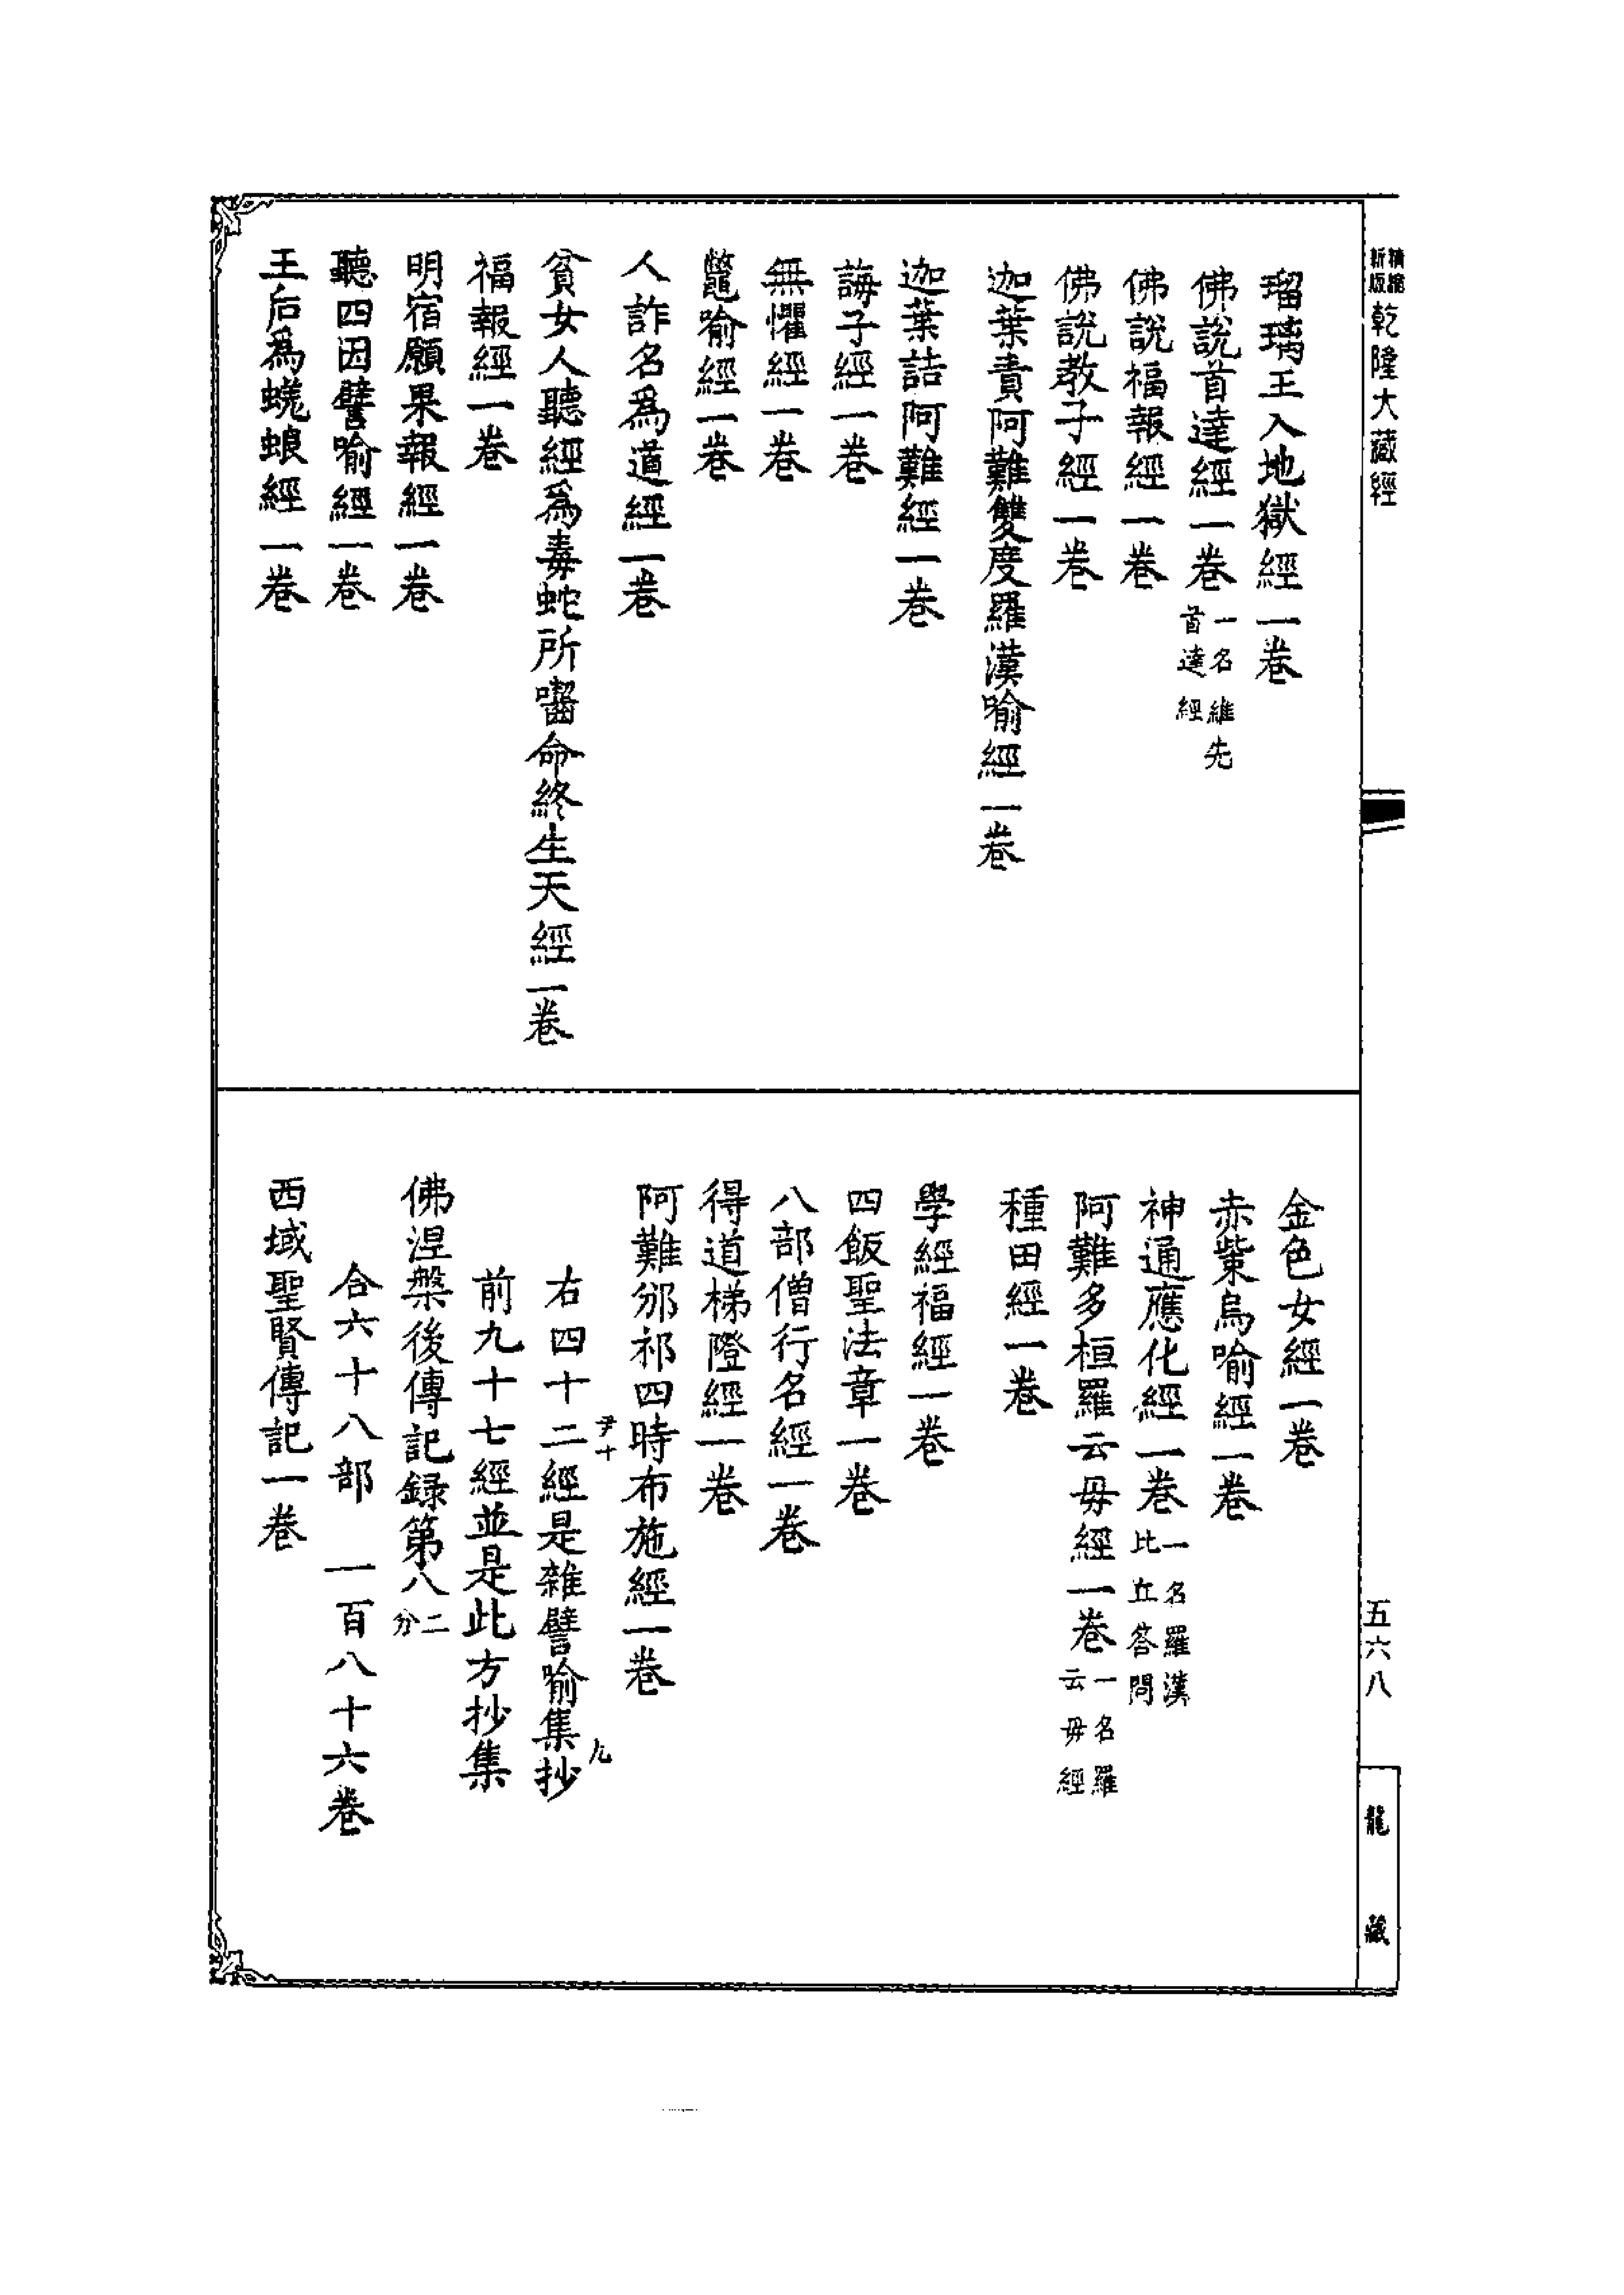 新版精縮乾隆大藏經
瑠璃王入地獄經一卷
佛說首達經一卷一名維先首達經
佛說福報經一卷
佛說教子經一卷
迦葉責阿難雙度羅漢喻經一卷
迦葉詰阿難經一卷
誨子經一卷
無懼經一卷
鼈喻經一卷
人詐名爲道經一卷
貧女人聽經爲毒蛇所囓命終生天經一卷
福報經一卷
明宿願果報經一卷
聽四因譬喻經一卷
王后爲蜣蜋經一卷
金色女經一卷
赤觜烏喻經一卷
神通應化經一卷一名羅漢比丘答問
阿難多桓羅云毋經一卷一名羅云毋經
種田經一卷
學經福經一卷
四飯聖法章一卷
八部僧行名經一卷
得道梯隥經一卷
阿難邠祁四時布施經一卷
尹十
九
右四十二經是雜譬喻集抄
前九十七經並是此方抄集
佛涅槃後傳記録第八二分
合六十八部　一百八十六卷
西域聖賢傳記一卷
五六八
龍藏